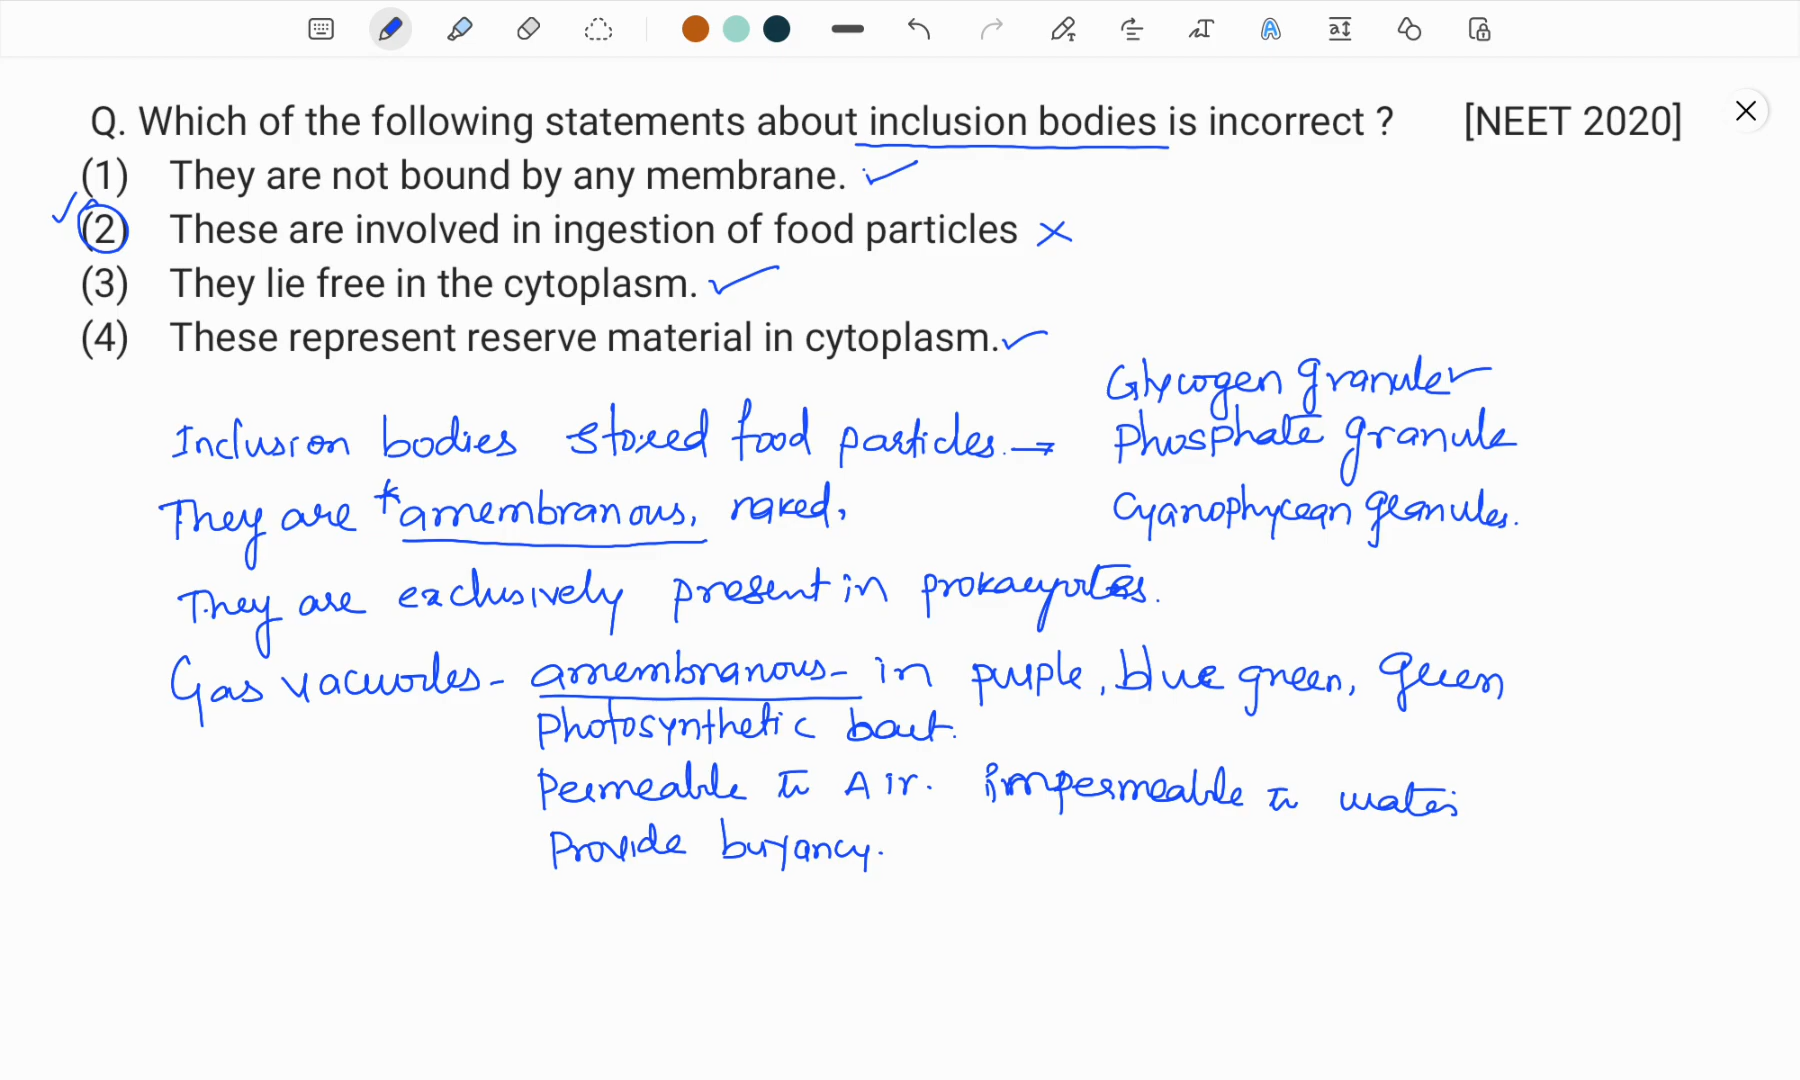 Q. Which of the following statements about inclusion bodies is incorrect ? [NEET 2020]
(1) They are not bound by any membrane.
(2) These are involved in ingestion of food particles
(3) They lie free in the cytoplasm.
(4) These represent reserve material in cytoplasm.
Glycogen granules
Inclusion bodies stored food particles. → Phosphate granule
They are *amembranous, naked, Cyanophycean granules.
They are exclusively present in prokaryotes.
Gas vacuoles - amembranous - in purple, blue green, green
Photosynthetic bact.
Permeable to Air. impermeable to water
Provide buyancy.